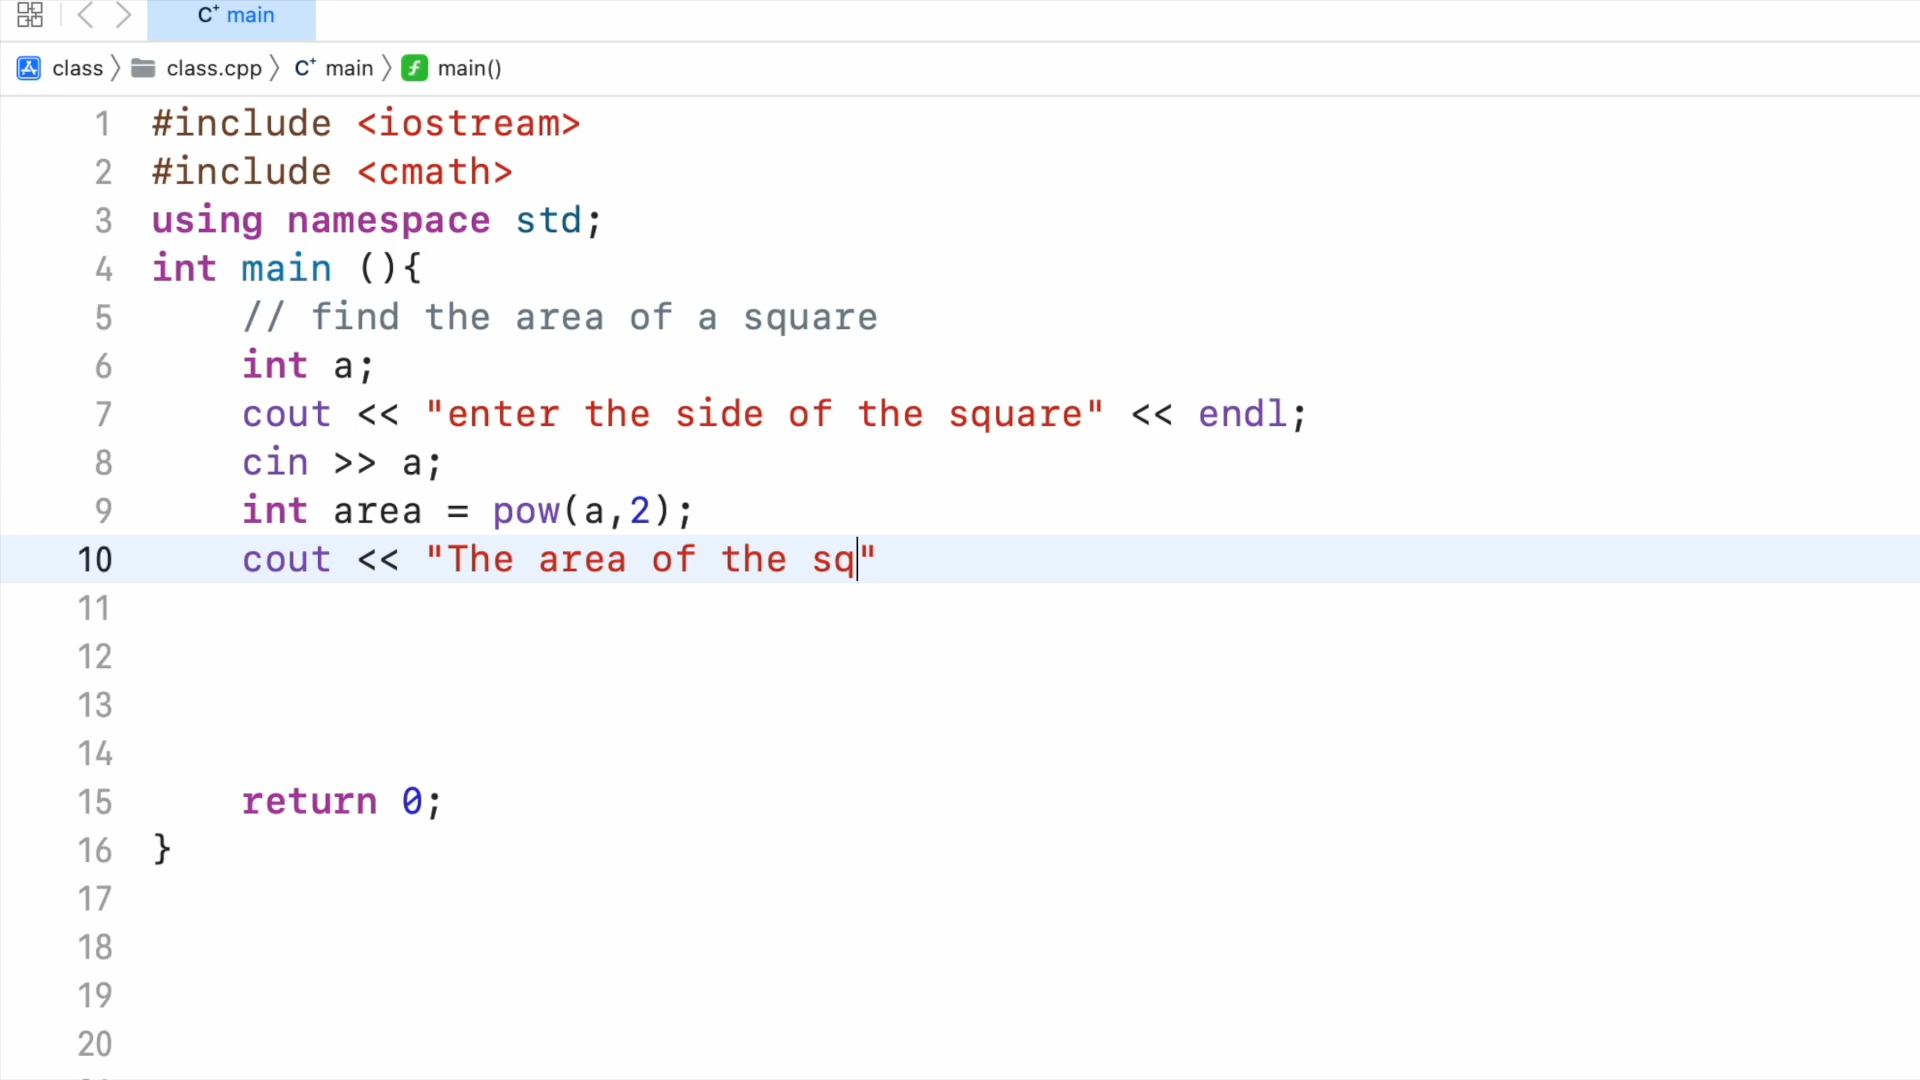 C+ main
class 〉 class.cpp 〉 C+ main 〉 f main()
1 #include <iostream>
2 #include <cmath>
3 using namespace std;
4 int main (){
5 // find the area of a square
6 int a;
7 cout << "enter the side of the square" << endl;
8 cin >> a;
9 int area = pow(a,2);
10 cout << "The area of the sq"
11
12
13
14
15 return 0;
16 }
17
18
19
20